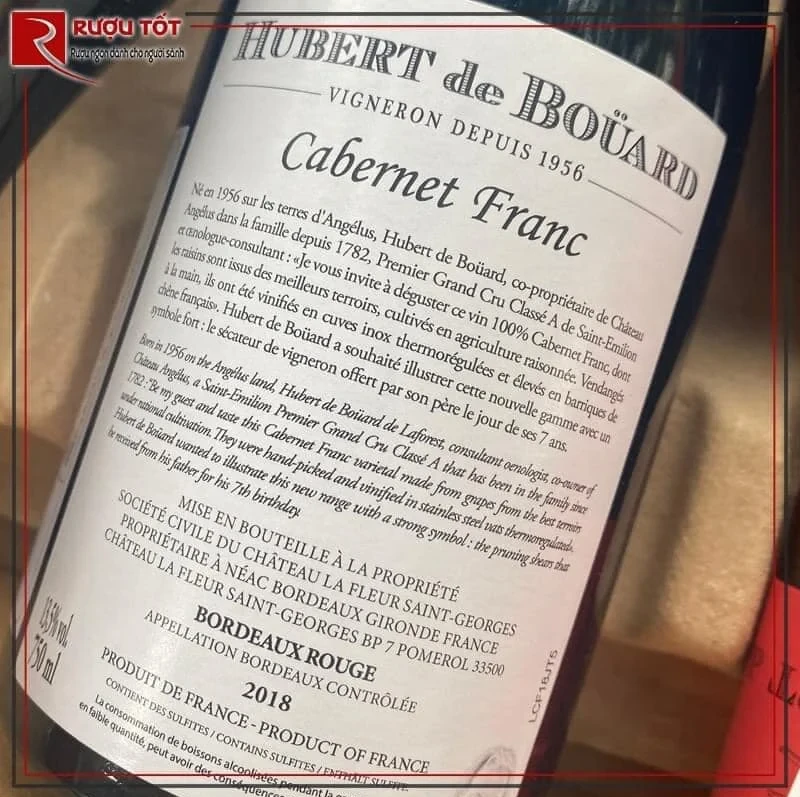 RƯỢU TỐT
Rượu ngon dành cho người sành
HUBERT de BOÜARD
VIGNERON DEPUIS 1956
Cabernet Franc
Né en 1956 sur les terres d'Angélus, Hubert de Boüard, co-propriétaire de Château
Angélus dans la famille depuis 1782, Premier Grand Cru Classé A de Saint-Emilion
et œnologue-consultant : «Je vous invite à déguster ce vin 100% Cabernet Franc, dont
les raisins sont issus des meilleurs terroirs, cultivés en agriculture raisonnée. Vendangés
à la main, ils ont été vinifiés en cuves inox thermorégulées et élevés en barriques de
chêne français». Hubert de Boüard a souhaité illustrer cette nouvelle gamme avec un
symbole fort : le sécateur de vigneron offert par son père le jour de ses 7 ans.
Born in 1956 on the Angélus land, Hubert de Boüard de Laforest, consultant oenologist, co-owner of
Château Angélus, a Saint-Emilion Premier Grand Cru Classé A that has been in the family since
1782 : "Be my guest and taste this Cabernet Franc varietal made from grapes from the best terroirs
under national cultivation. They were hand-picked and vinified in stainless steel vats thermoregulated».
Hubert de Boüard wanted to illustrate this new range with a strong symbol : the pruning shears that
he received from his father for his 7th birthday.
MISE EN BOUTEILLE À LA PROPRIÉTÉ
SOCIÉTÉ CIVILE DU CHÂTEAU LA FLEUR SAINT-GEORGES
PROPRIÉTAIRE À NÉAC BORDEAUX GIRONDE FRANCE
CHÂTEAU LA FLEUR SAINT-GEORGES BP 7 POMEROL 33500
BORDEAUX ROUGE
APPELLATION BORDEAUX CONTRÔLÉE
2018
13,5% vol.
750 ml
PRODUIT DE FRANCE - PRODUCT OF FRANCE
CONTIENT DES SULFITES / CONTAINS SULFITES / ENTHÄLT SULFITE.
La consommation de boissons alcoolisées pendant la
en faible quantité, peut avoir des conséquences
LCF18JT5